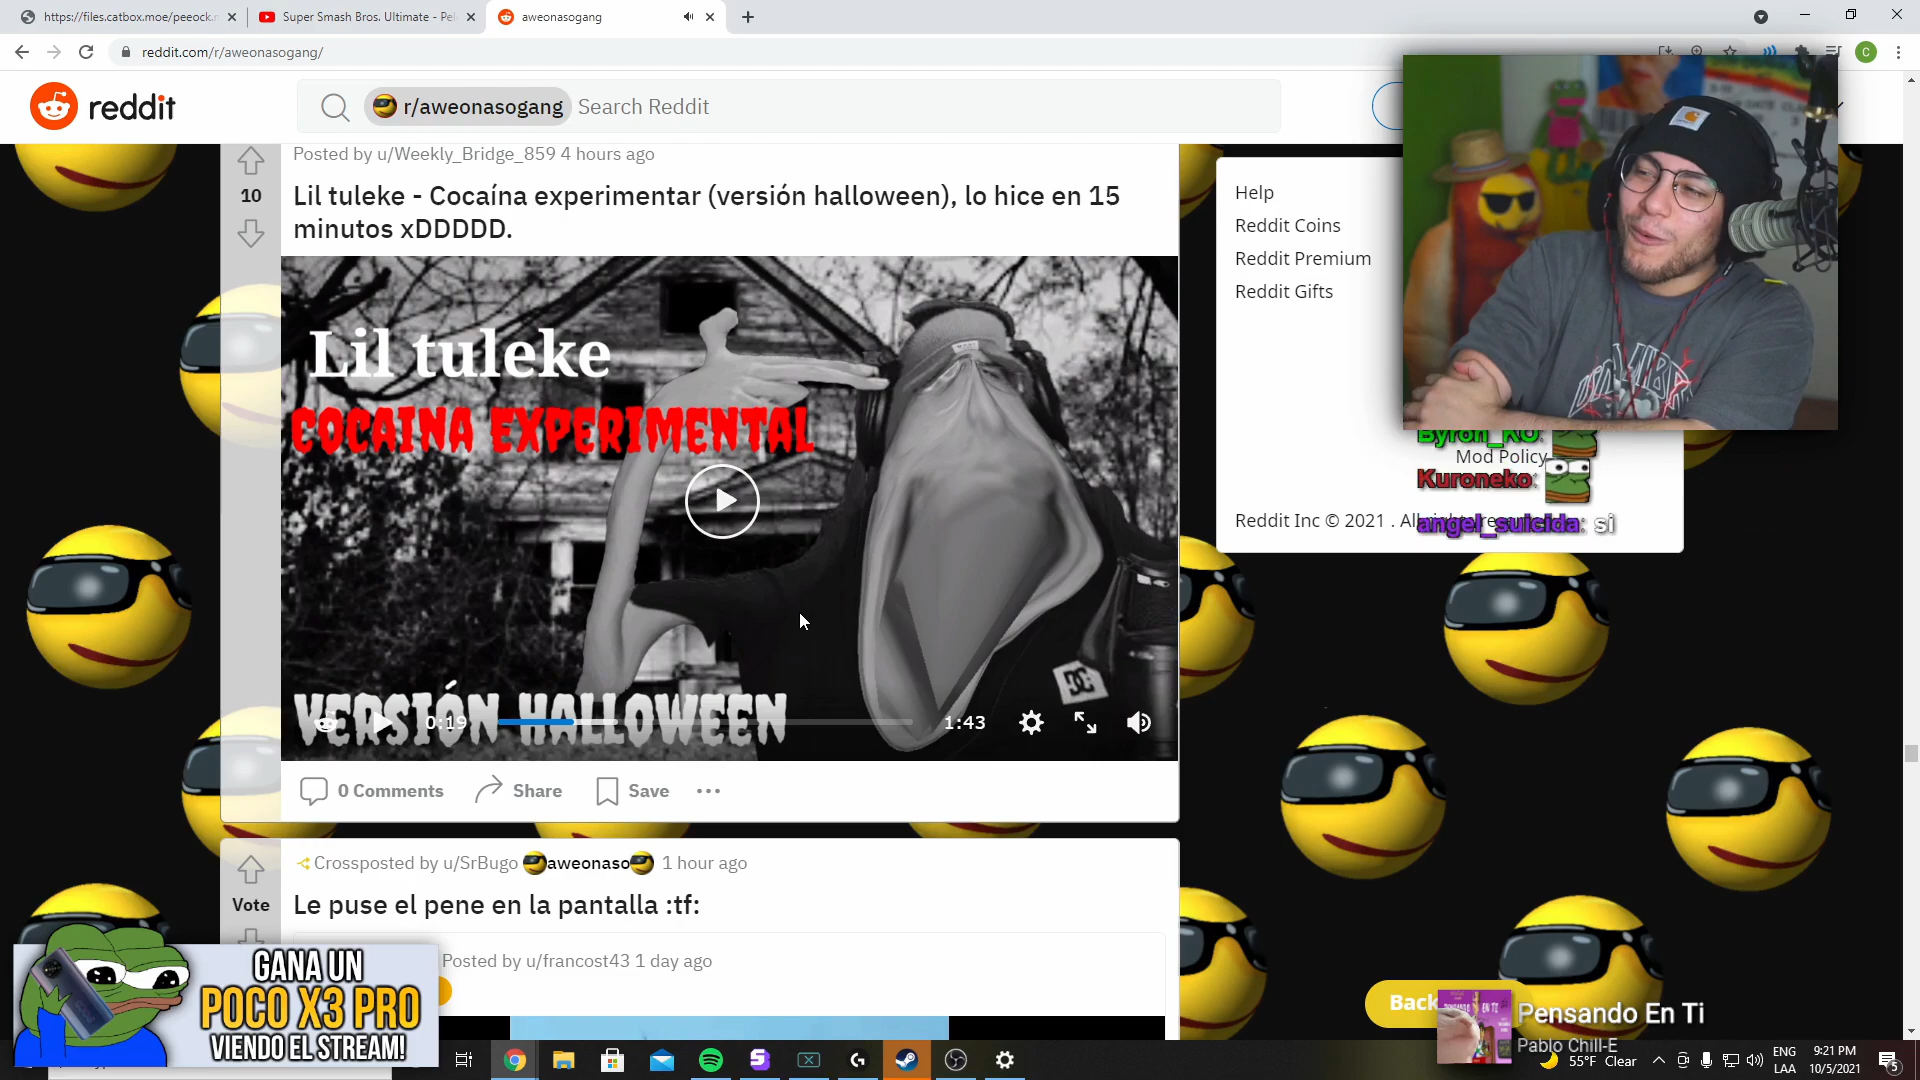 https://files.catbox.moe/peeock.m
Super Smash Bros. Ultimate - Pel
aweonasogang
reddit.com/r/aweonasogang/
C
reddit
r/aweonasogang Search Reddit
Posted by u/Weekly_Bridge_859 4 hours ago
10
Lil tuleke - Cocaína experimentar (versión halloween), lo hice en 15
minutos xDDDDD.
Lil tuleke
COCAINA EXPERIMENTAL
VERSIÓN HALLOWEEN
0:19
1:43
0 Comments
Share
Save
Help
Reddit Coins
Reddit Premium
Reddit Gifts
Byron_KO:
Mod Policy
Kuroneko:
Reddit Inc © 2021 . All
angel_suicida: si
Crossposted by u/SrBugo aweonaso 1 hour ago
Vote
Le puse el pene en la pantalla :tf:
Posted by u/francost43 1 day ago
GANA UN
POCO X3 PRO
VIENDO EL STREAM!
Back
Pensando En Ti
Pablo Chill-E
55°F Clear
ENG
LAA
9:21 PM
10/5/2021
5